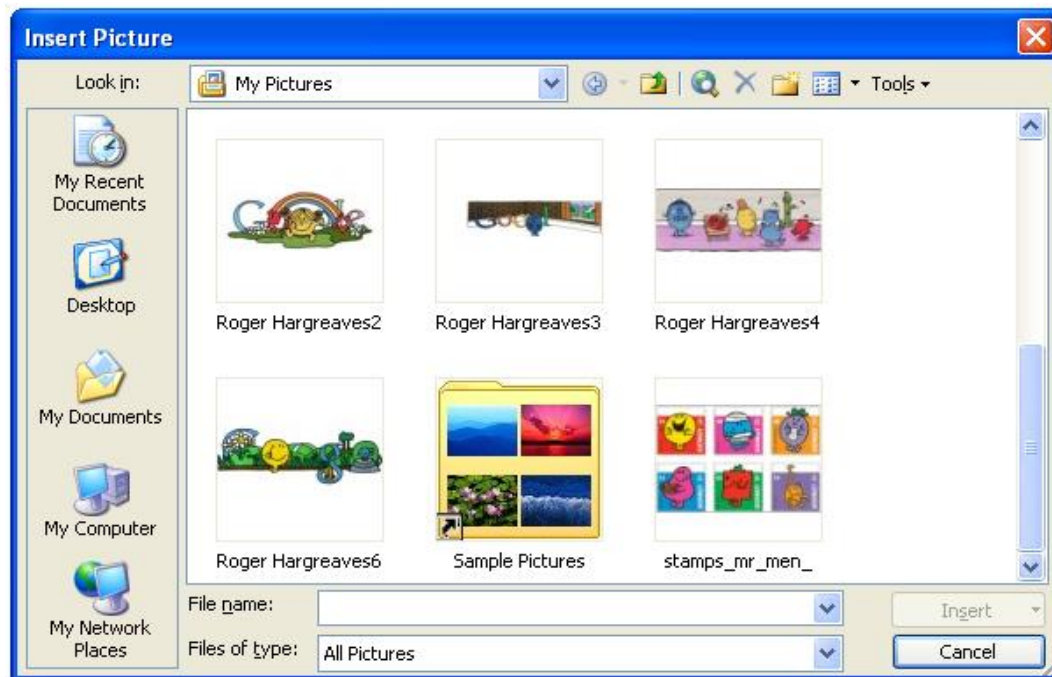 Insert Picture
Look in:
My Pictures
Tools
My Recent
Documents
Desktop
My Documents
My Computer
My Network
Places
Google
Roger Hargreaves2
Roger Hargreaves3
Roger Hargreaves4
Roger Hargreaves6
Sample Pictures
stamps_mr_men_
File name:
Insert
Files of type:
All Pictures
Cancel